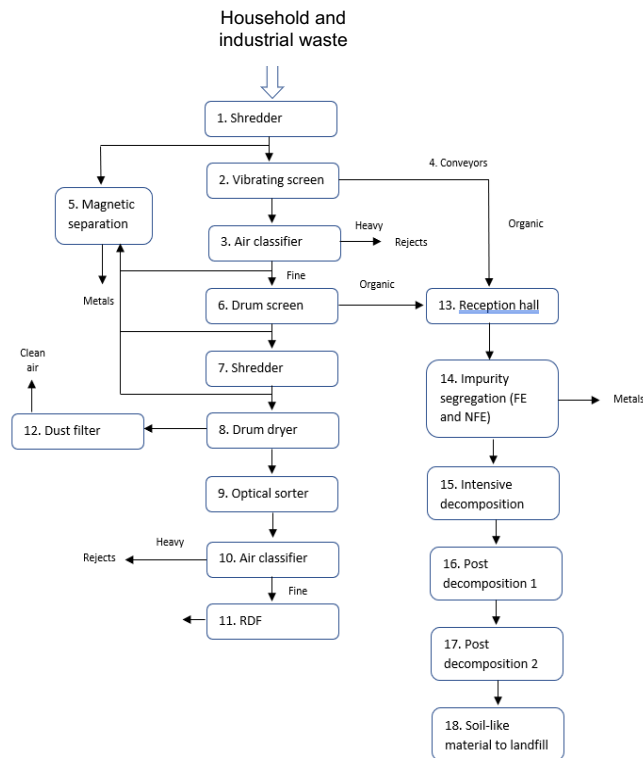 Household and
industrial waste
1. Shredder
4. Conveyors
2. Vibrating screen
5. Magnetic
separation
Organic
Heavy
3. Air classifier
Rejects
Fine
Metals
Organic
6. Drum screen
13. Reception hall
Clean
air
7. Shredder
14. Impurity
segregation (FE
and NFE)
Metals
12. Dust filter
8. Drum dryer
9. Optical sorter
15. Intensive
decomposition
Heavy
Rejects
10. Air classifier
16. Post
decomposition 1
Fine
11. RDF
17. Post
decomposition 2
18. Soil-like
material to landfill